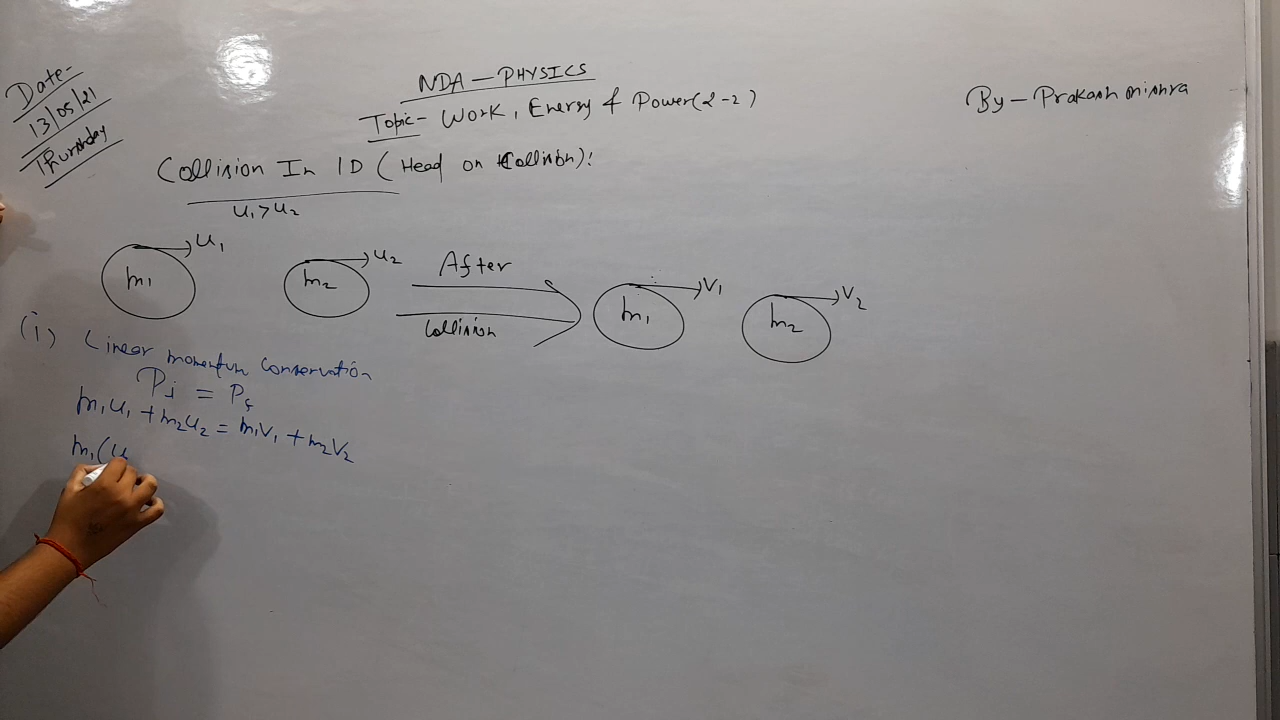 Date-
13/05/21
Thursday
NDA - PHYSICS
Topic- Work, Energy & Power(2-2)
By - Prakash mishra
Collision In 1D ( Head on Collision):
u₁>u₂
m₁ u₁
m₂ u₂
After
Collision
m₁ v₁
m₂ v₂
(i) Linear momentum conservation
Pi = Pf
m₁u₁ + m₂u₂ = m₁v₁ + m₂v₂
m₁(u